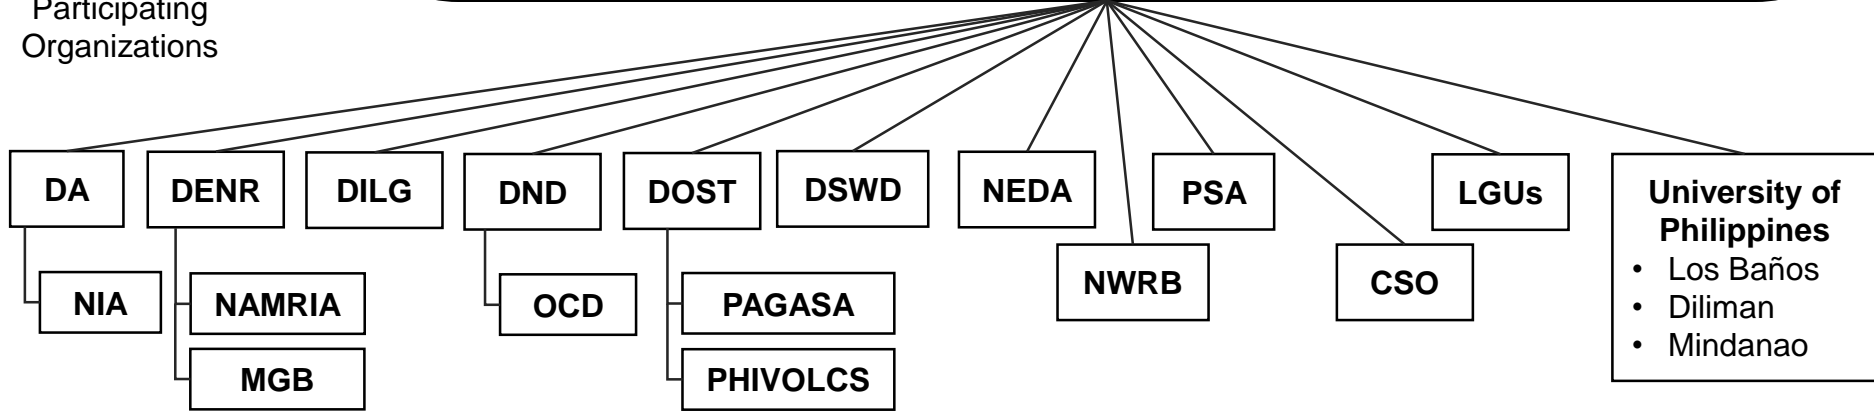 Participating
Organizations
DA
DENR
DILG
DND
DOST
DSWD
NEDA
PSA
LGUs
University of
Philippines
• Los Baños
• Diliman
• Mindanao
NWRB
CSO
NIA
NAMRIA
OCD
PAGASA
MGB
PHIVOLCS